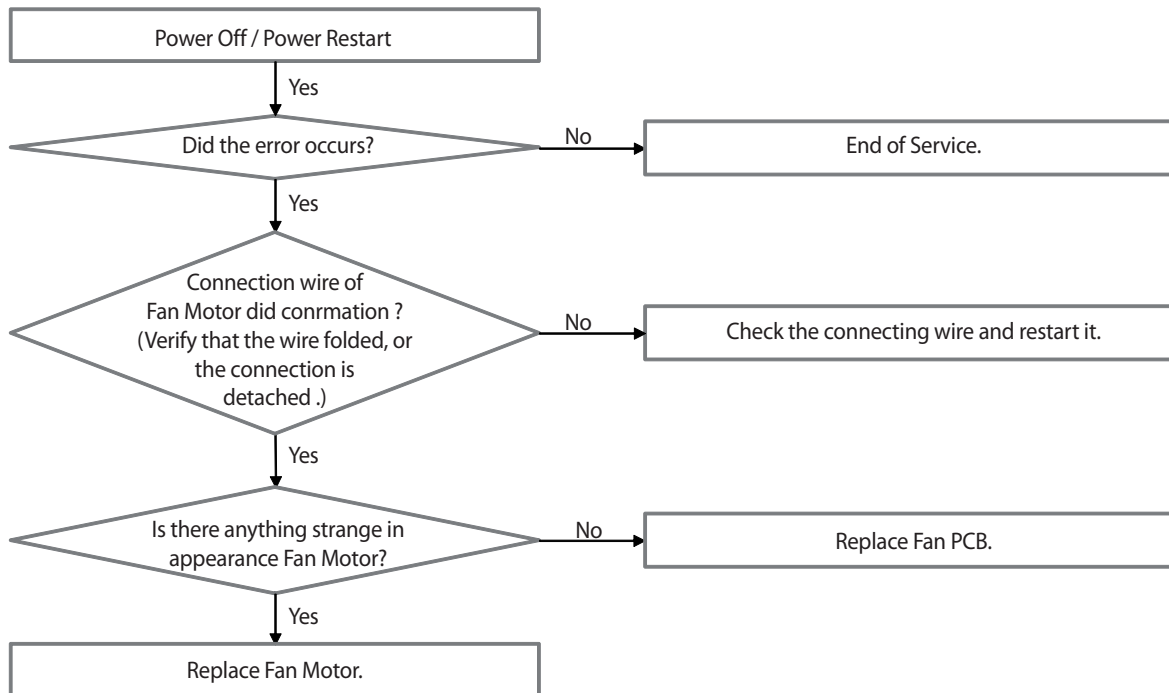 Power Off / Power Restart
Yes
Did the error occurs?
No
End of Service.
Yes
Connection wire of
Fan Motor did conrmation ?
(Verify that the wire folded, or
the connection is
detached .)
No
Check the connecting wire and restart it.
Yes
Is there anything strange in
appearance Fan Motor?
No
Replace Fan PCB.
Yes
Replace Fan Motor.